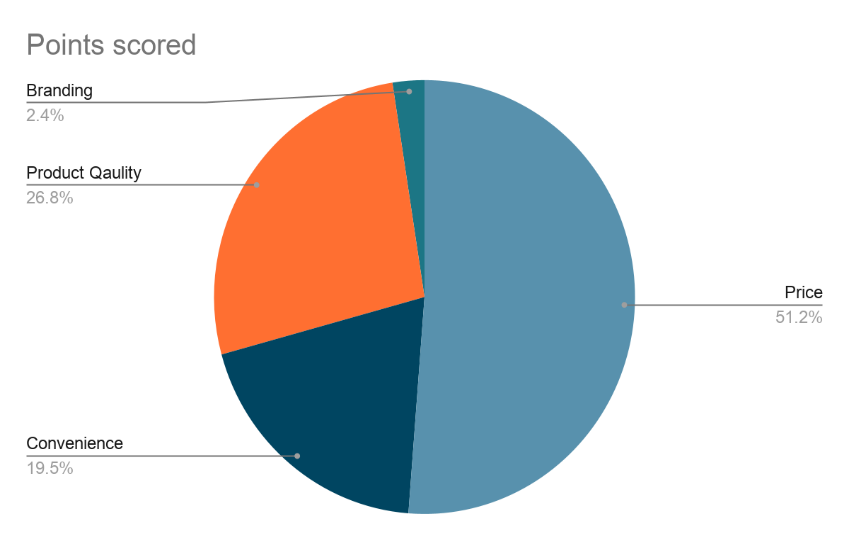 Points scored
Branding
2.4%
Product Qaulity
26.8%
Price
51.2%
Convenience
19.5%